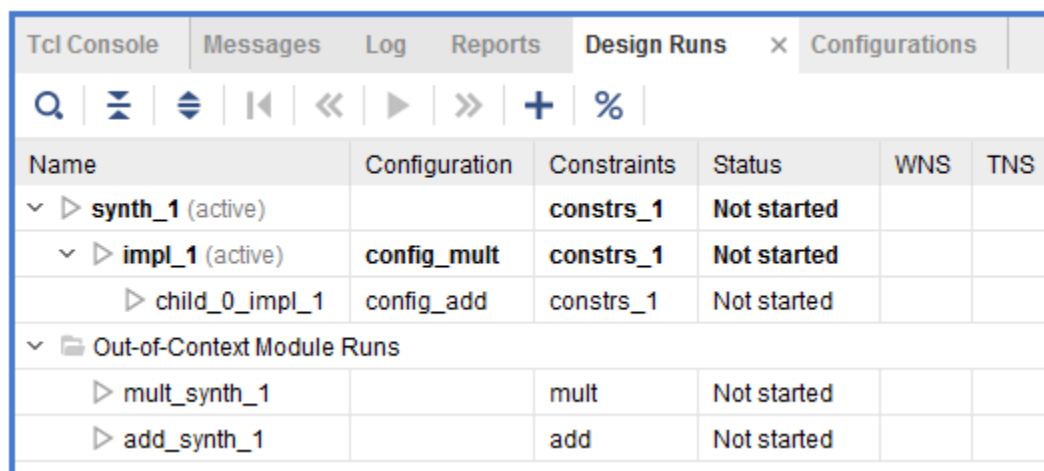 Tcl Console Messages Log Reports Design Runs × Configurations
%
Name Configuration Constraints Status WNS TNS
synth_1 (active) constrs_1 Not started
impl_1 (active) config_mult constrs_1 Not started
child_0_impl_1 config_add constrs_1 Not started
Out-of-Context Module Runs
mult_synth_1 mult Not started
add_synth_1 add Not started